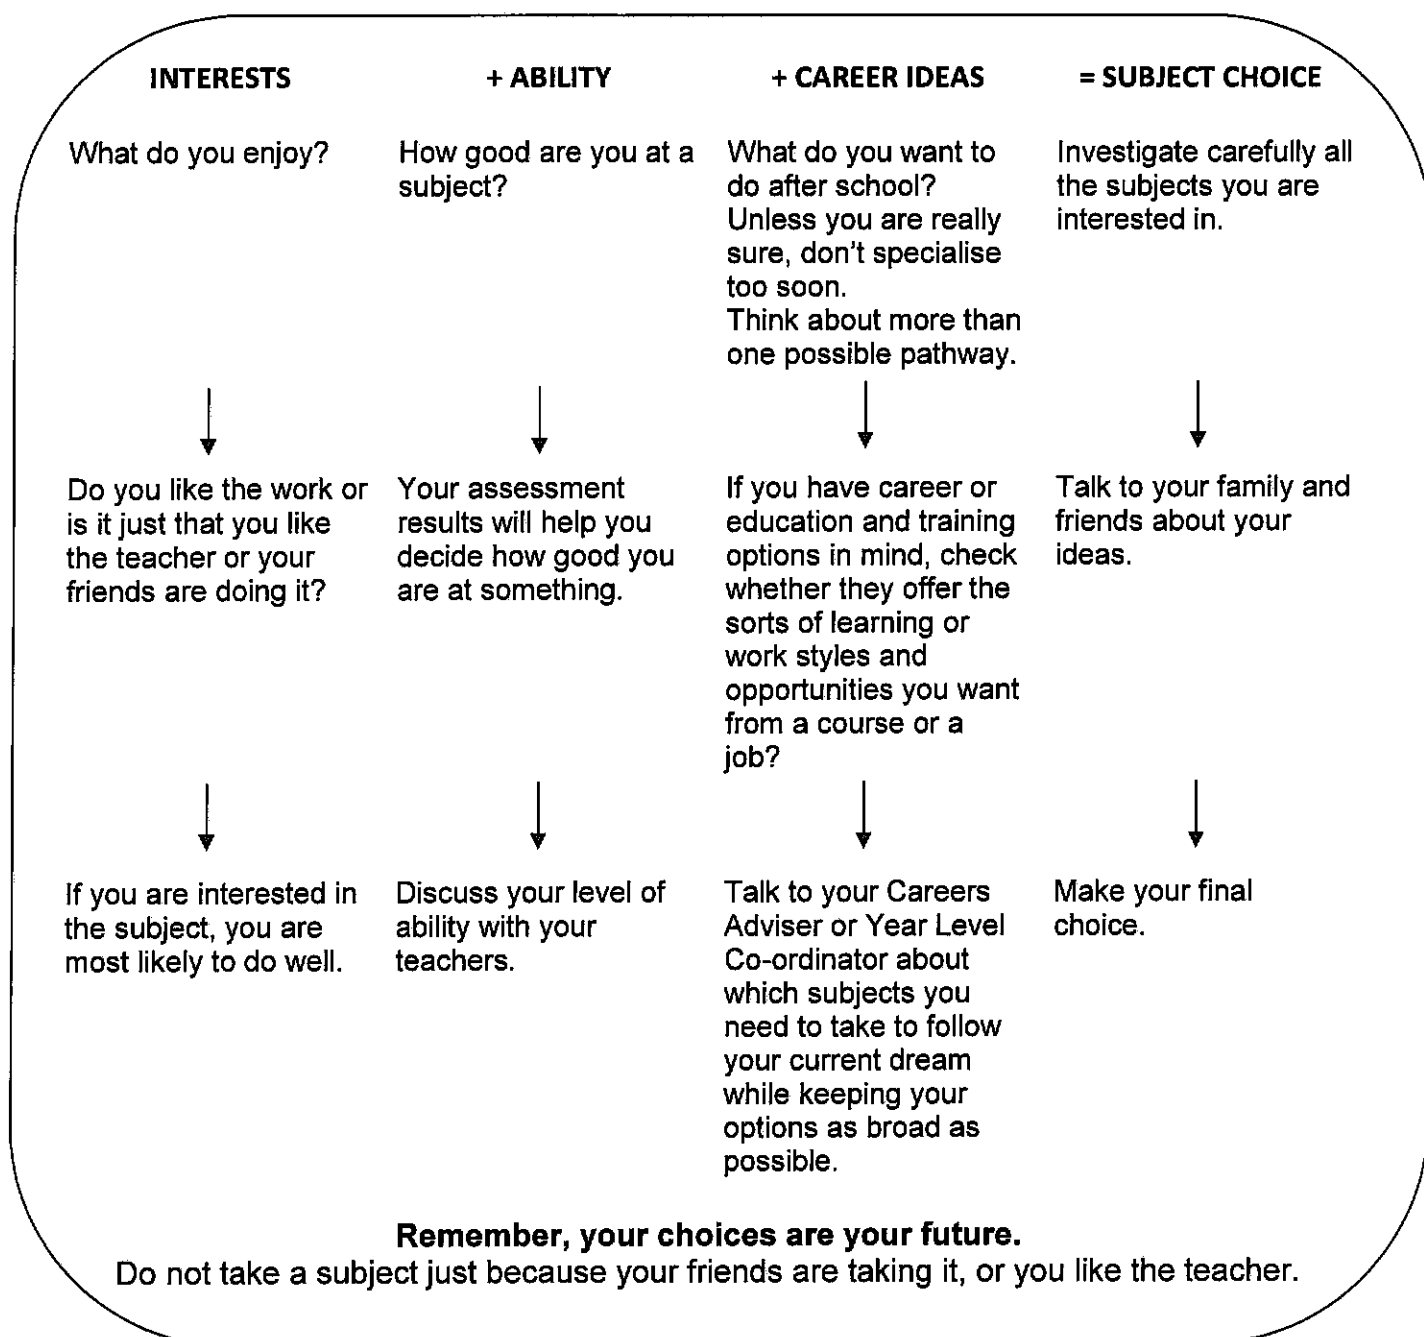 INTERESTS
What do you enjoy?
Do you like the work or
is it just that you like
the teacher or your
friends are doing it?
If you are interested in
the subject, you are
most likely to do well.
+ ABILITY
How good are you at a
subject?
Your assessment
results will help you
decide how good you
are at something.
Discuss your level of
ability with your
teachers.
+ CAREER IDEAS
What do you want to
do after school?
Unless you are really
sure, don't specialise
too soon.
Think about more than
one possible pathway.
If you have career or
education and training
options in mind, check
whether they offer the
sorts of learning or
work styles and
opportunities you want
from a course or a
job?
Talk to your Careers
Adviser or Year Level
Co-ordinator about
which subjects you
need to take to follow
your current dream
while keeping your
options as broad as
possible.
= SUBJECT CHOICE
Investigate carefully all
the subjects you are
interested in.
Talk to your family and
friends about your
ideas.
Make your final
choice.
Remember, your choices are your future.
Do not take a subject just because your friends are taking it, or you like the teacher.